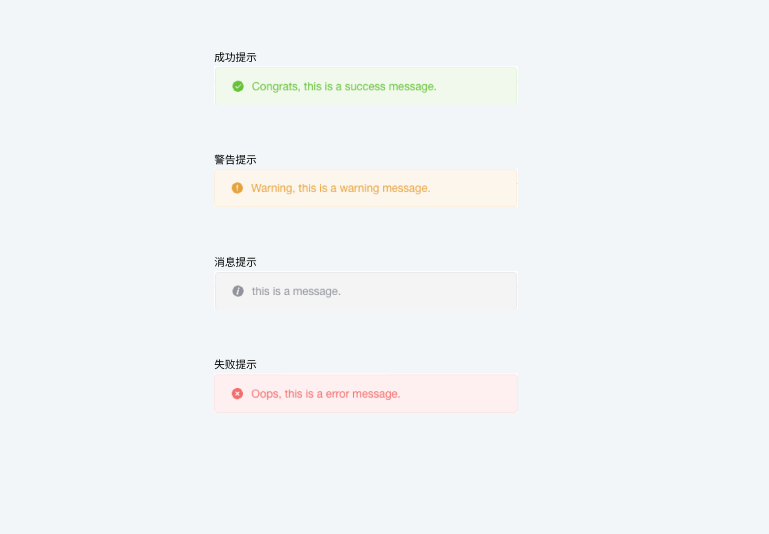 成功提示
Congrats, this is a success message.
警告提示
Warning, this is a warning message.
消息提示
this is a message.
失败提示
Oops, this is a error message.